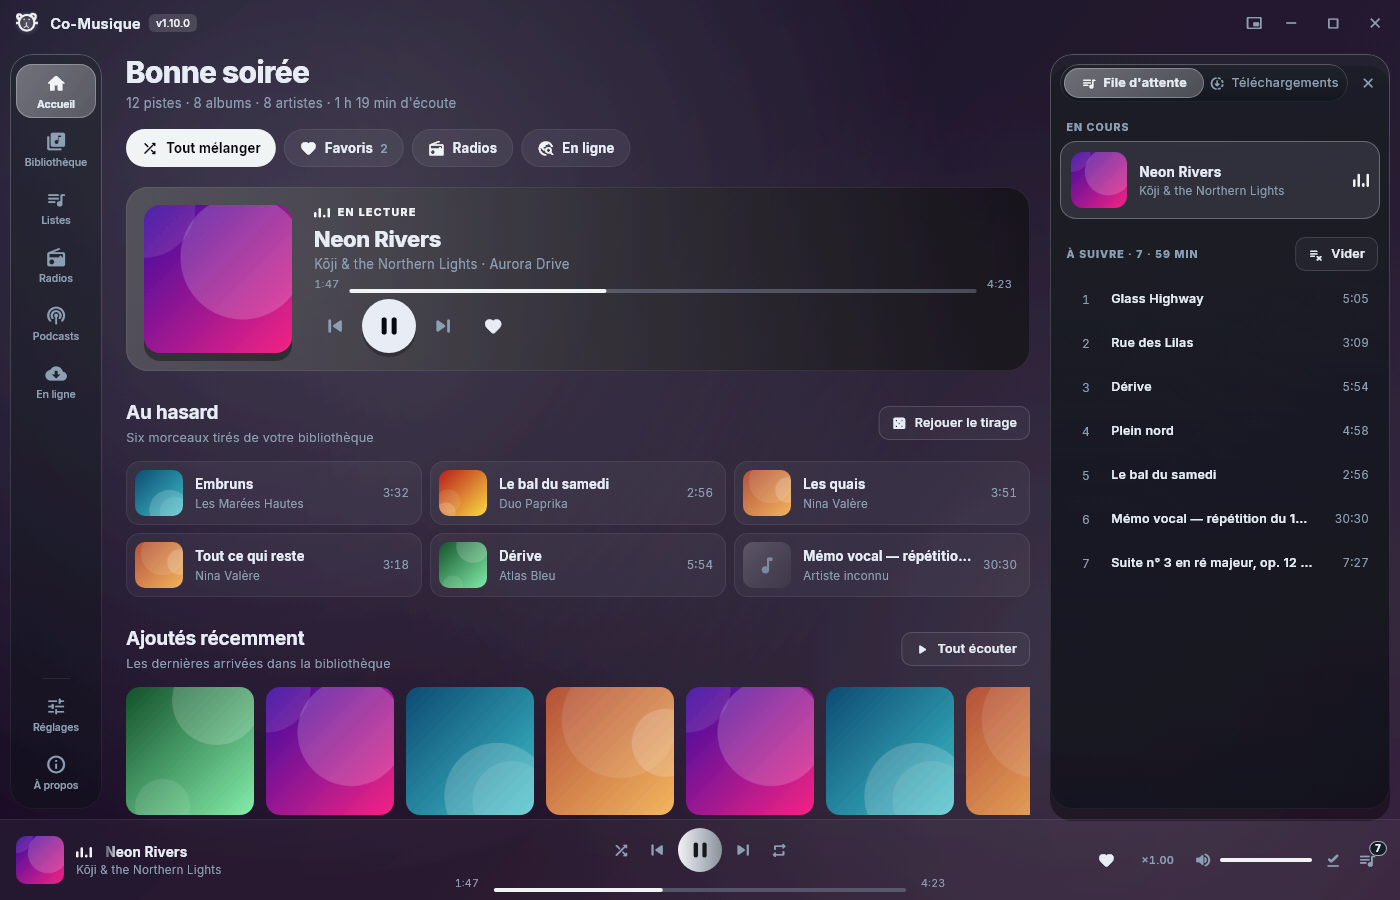 Co-Musique v1.10.0
Accueil
Bibliothèque
Listes
Radios
Podcasts
En ligne
Réglages
À propos
Bonne soirée
12 pistes · 8 albums · 8 artistes · 1 h 19 min d'écoute
Tout mélanger
Favoris 2
Radios
En ligne
EN LECTURE
Neon Rivers
Kōji & the Northern Lights · Aurora Drive
1:47
4:23
Au hasard
Six morceaux tirés de votre bibliothèque
Rejouer le tirage
Embruns
Les Marées Hautes
3:32
Le bal du samedi
Duo Paprika
2:56
Les quais
Nina Valère
3:51
Tout ce qui reste
Nina Valère
3:18
Dérive
Atlas Bleu
5:54
Mémo vocal — répétitio...
Artiste inconnu
30:30
Ajoutés récemment
Les dernières arrivées dans la bibliothèque
Tout écouter
File d'attente
Téléchargements
EN COURS
Neon Rivers
Kōji & the Northern Lights
À SUIVRE · 7 · 59 MIN
Vider
1 Glass Highway 5:05
2 Rue des Lilas 3:09
3 Dérive 5:54
4 Plein nord 4:58
5 Le bal du samedi 2:56
6 Mémo vocal — répétition du 1... 30:30
7 Suite n° 3 en ré majeur, op. 12 ... 7:27
Neon Rivers
Kōji & the Northern Lights
1:47
4:23
×1.00
7